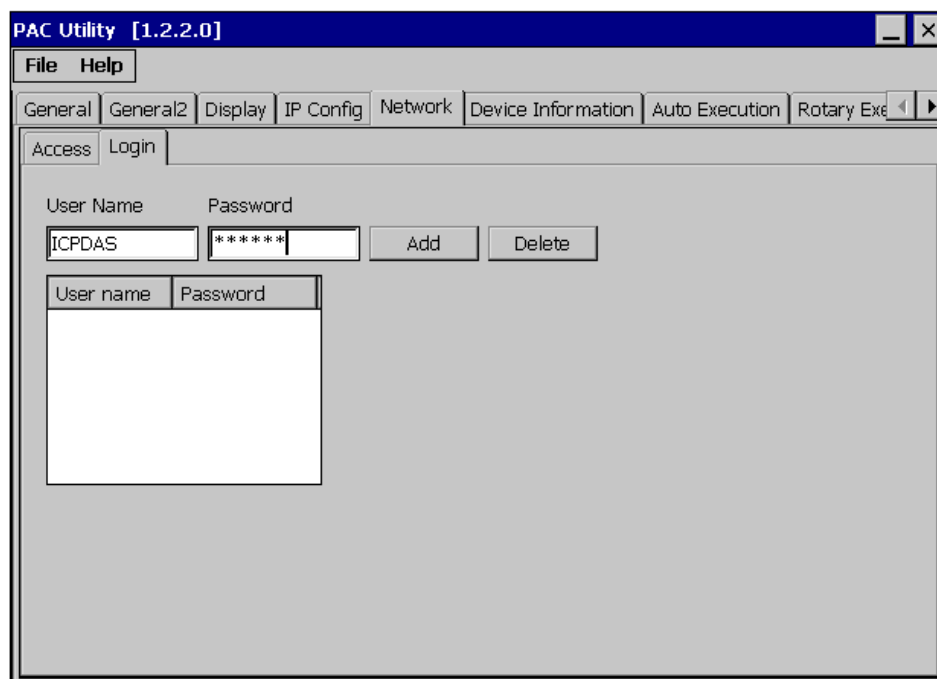 PAC Utility [1.2.2.0]
File Help
General General2 Display IP Config Network Device Information Auto Execution Rotary Exe
Access Login
User Name Password
ICPDAS ****** Add Delete
User name Password